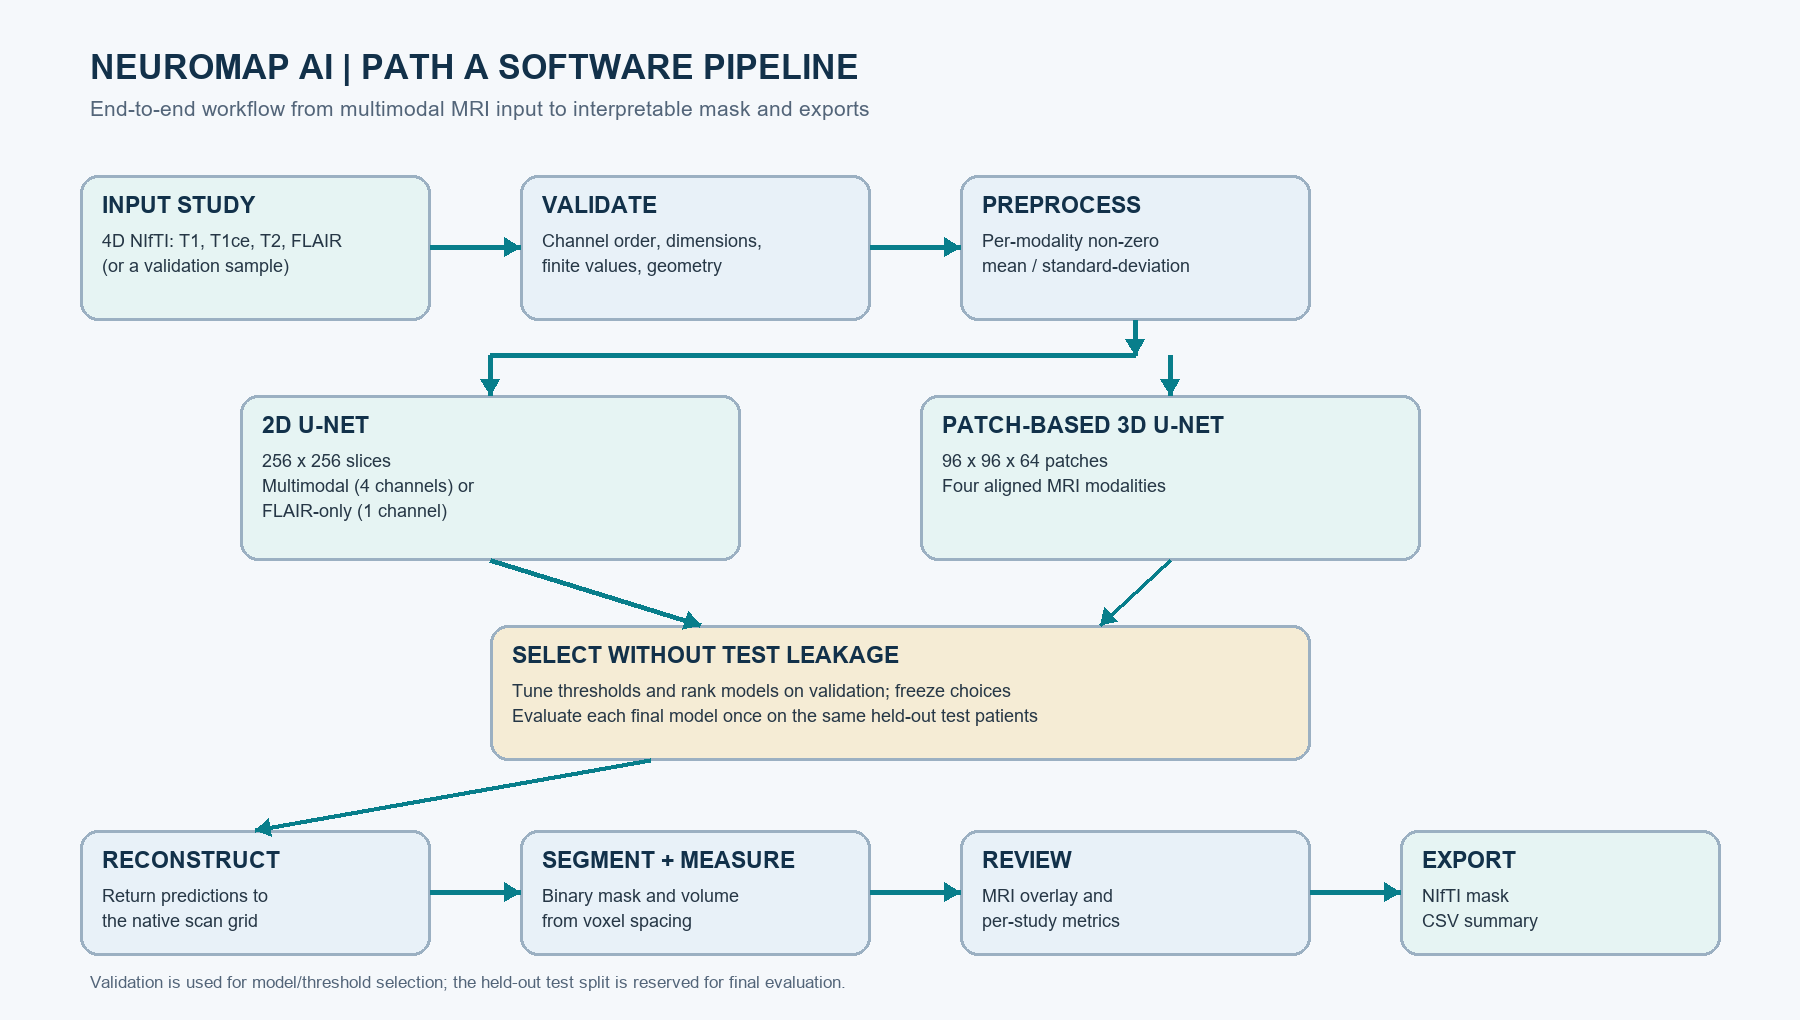 NEUROMAP AI | PATH A SOFTWARE PIPELINE
End-to-end workflow from multimodal MRI input to interpretable mask and exports
INPUT STUDY
4D NIfTI: T1, T1ce, T2, FLAIR
(or a validation sample)
VALIDATE
Channel order, dimensions,
finite values, geometry
PREPROCESS
Per-modality non-zero
mean / standard-deviation
2D U-NET
256 x 256 slices
Multimodal (4 channels) or
FLAIR-only (1 channel)
PATCH-BASED 3D U-NET
96 x 96 x 64 patches
Four aligned MRI modalities
SELECT WITHOUT TEST LEAKAGE
Tune thresholds and rank models on validation; freeze choices
Evaluate each final model once on the same held-out test patients
RECONSTRUCT
Return predictions to
the native scan grid
SEGMENT + MEASURE
Binary mask and volume
from voxel spacing
REVIEW
MRI overlay and
per-study metrics
EXPORT
NIfTI mask
CSV summary
Validation is used for model/threshold selection; the held-out test split is reserved for final evaluation.